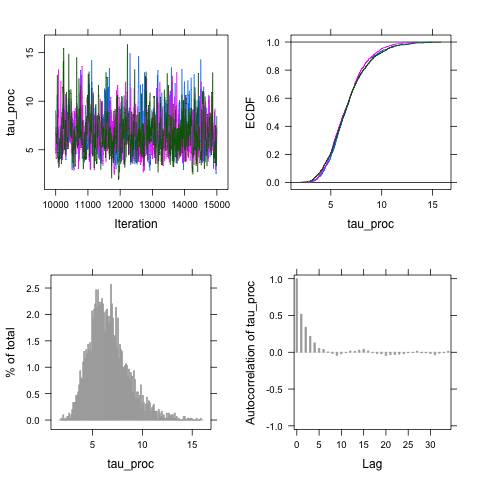 tau_proc
15
10
5
10000 11000 12000 13000 14000 15000
Iteration
ECDF
1.0
0.8
0.6
0.4
0.2
0.0
5 10 15
tau_proc
% of total
2.5
2.0
1.5
1.0
0.5
0.0
5 10 15
tau_proc
Autocorrelation of tau_proc
1.0
0.5
0.0
-0.5
-1.0
0 5 10 15 20 25 30
Lag